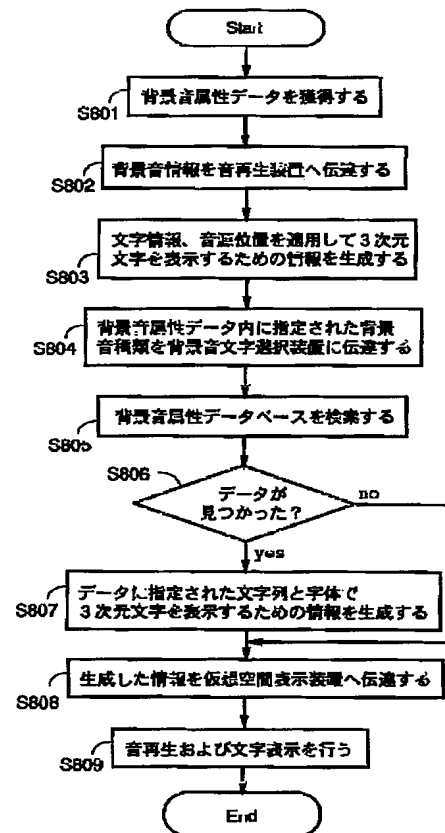 Start
背景音属性データを獲得する
S801
背景音情報を音再生装置へ伝達する
S802
文字情報、音源位置を適用して3次元
文字を表示するための情報を生成する
S803
背景音属性データ内に指定された背景
音種類を背景音文字選択装置に伝達する
S804
背景音属性データベースを検索する
S805
S806
データが
見つかった?
no
yes
データに指定された文字列と字体で
3次元文字を表示するための情報を生成する
S807
生成した情報を仮想空間表示装置へ伝達する
S808
音再生および文字表示を行う
S809
End